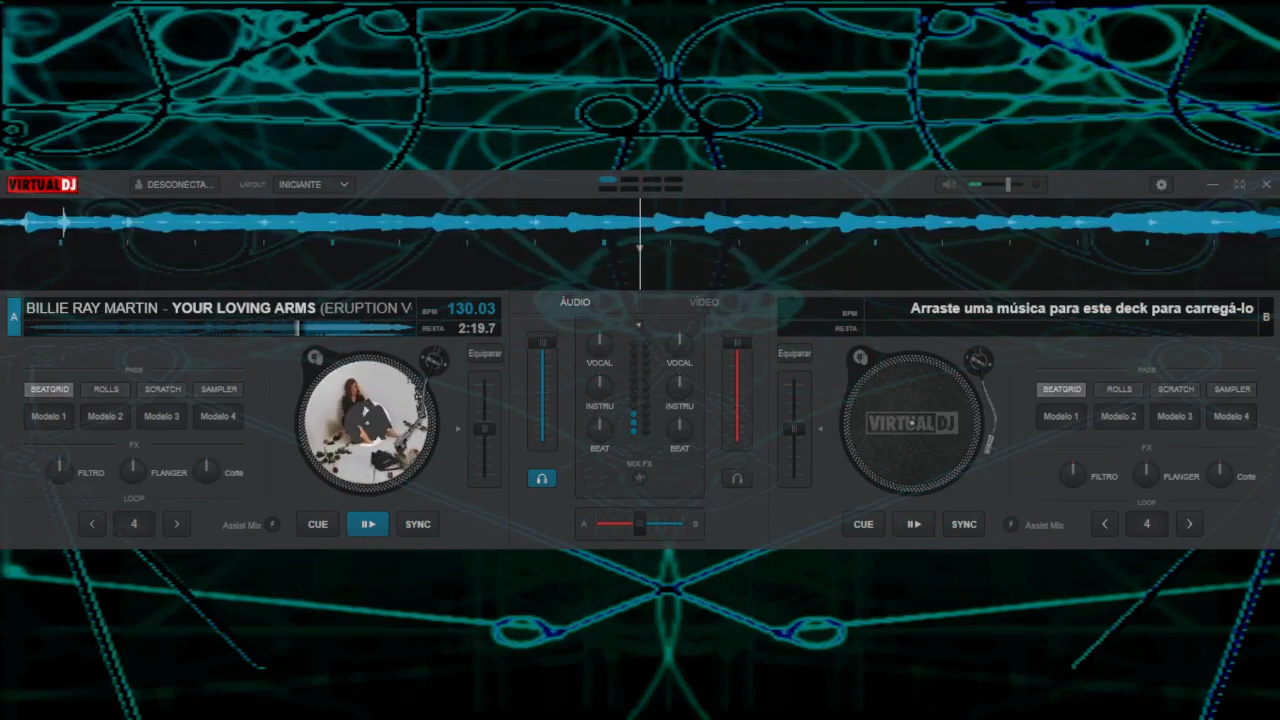 VIRTUAL DJ DESCONECTA... LAYOUT INICIANTE
A BILLIE RAY MARTIN - YOUR LOVING ARMS (ERUPTION V BPM 130.03
RESTA 2:19.7
ÁUDIO VÍDEO
BPM Arraste uma música para este deck para carregá-lo B
RESTA
Equiparar
PADS
BEATGRID ROLLS SCRATCH SAMPLER
Modelo 1 Modelo 2 Modelo 3 Modelo 4
FX
FILTRO FLANGER Corte
LOOP
4 Assist Mix CUE SYNC
VOCAL VOCAL
INSTRU INSTRU
BEAT BEAT
MIX FX
A B
Equiparar
VIRTUAL DJ
PADS
BEATGRID ROLLS SCRATCH SAMPLER
Modelo 1 Modelo 2 Modelo 3 Modelo 4
FX
FILTRO FLANGER Corte
LOOP
CUE SYNC Assist Mix 4